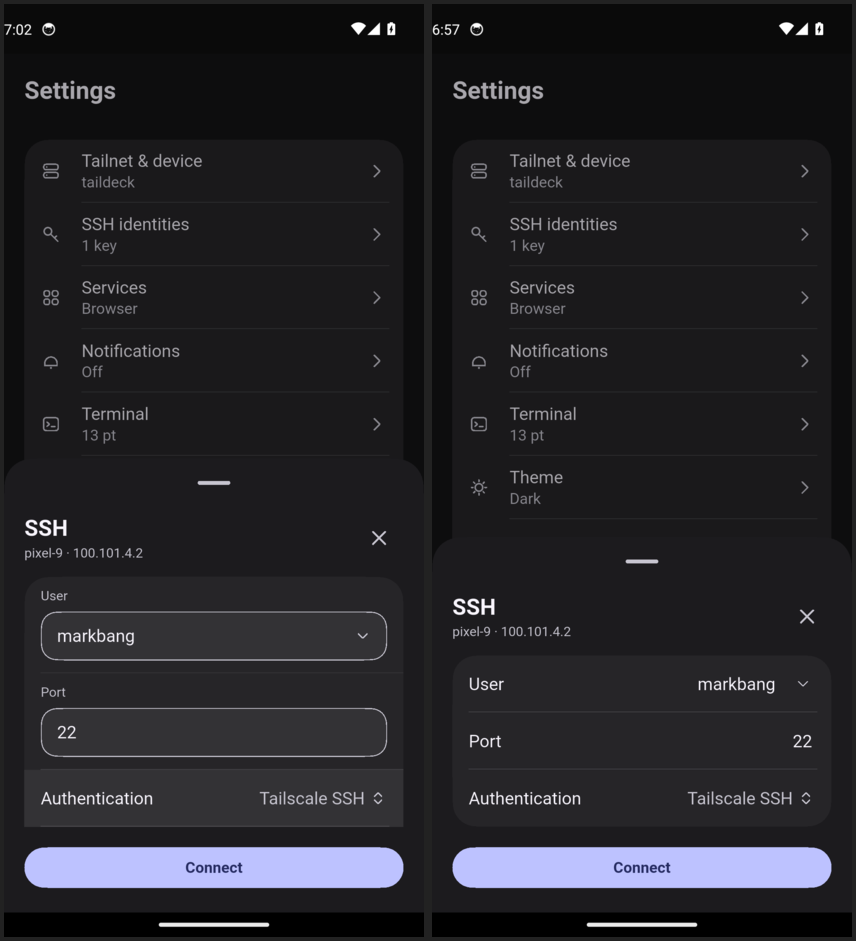 7:02
Settings
Tailnet & device
taildeck
SSH identities
1 key
Services
Browser
Notifications
Off
Terminal
13 pt
SSH
pixel-9 · 100.101.4.2
User
markbang
Port
22
Authentication
Tailscale SSH
Connect
6:57
Settings
Tailnet & device
taildeck
SSH identities
1 key
Services
Browser
Notifications
Off
Terminal
13 pt
Theme
Dark
SSH
pixel-9 · 100.101.4.2
User markbang
Port 22
Authentication Tailscale SSH
Connect